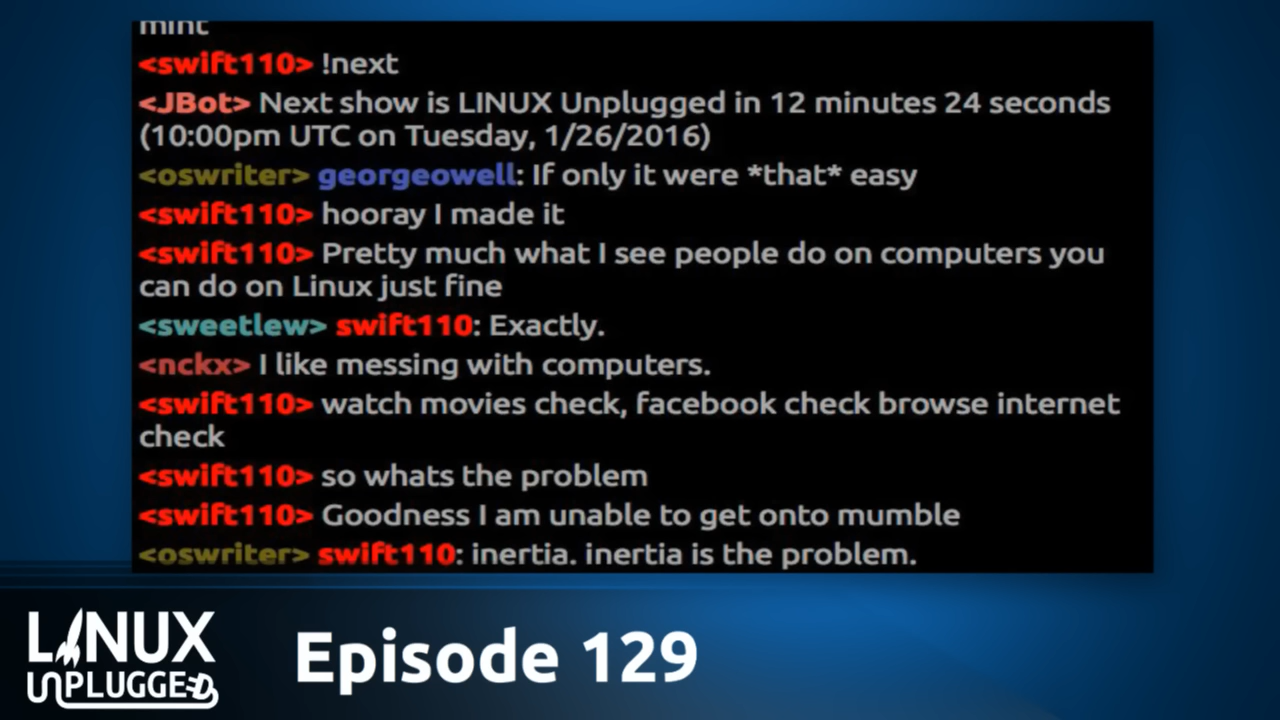 mint
<swift110> !next
<JBot> Next show is LINUX Unplugged in 12 minutes 24 seconds
(10:00pm UTC on Tuesday, 1/26/2016)
<oswriter> georgeowell: If only it were *that* easy
<swift110> hooray I made it
<swift110> Pretty much what I see people do on computers you
can do on Linux just fine
<sweetlew> swift110: Exactly.
<nckx> I like messing with computers.
<swift110> watch movies check, facebook check browse internet
check
<swift110> so whats the problem
<swift110> Goodness I am unable to get onto mumble
<oswriter> swift110: inertia. inertia is the problem.
LINUX
UNPLUGGED
Episode 129